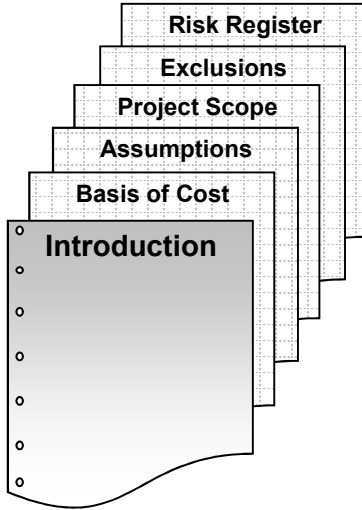 Risk Register
Exclusions
Project Scope
Assumptions
Basis of Cost
Introduction